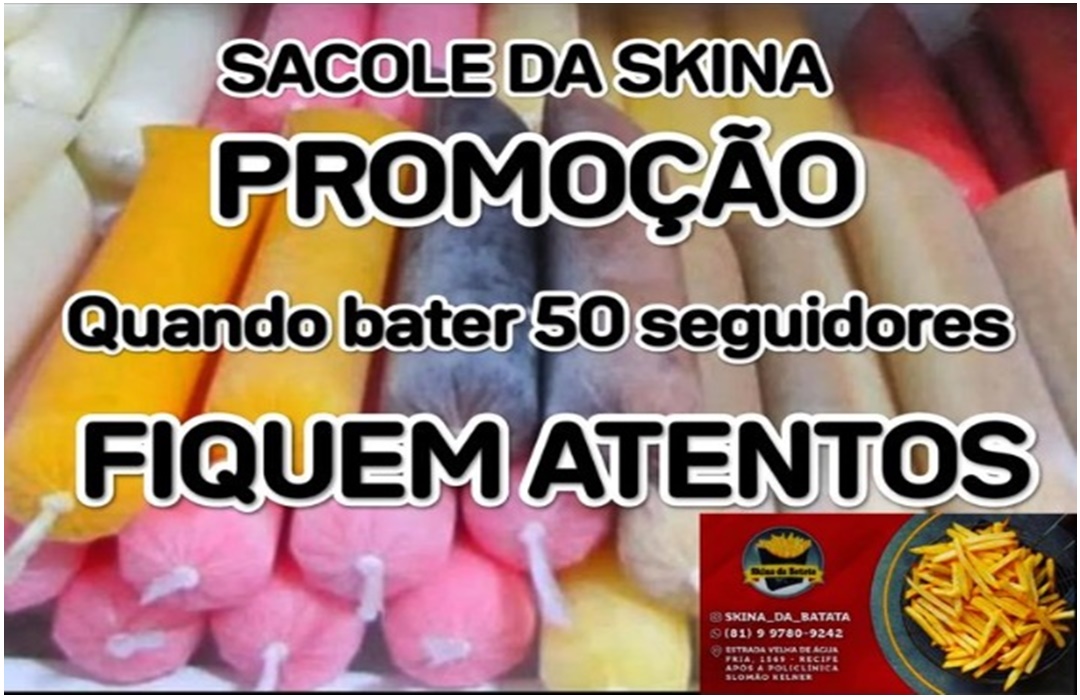 SACOLE DA SKINA
PROMOÇÃO
Quando bater 50 seguidores
FIQUEM ATENTOS
Skina da Batata
SKINA_DA_BATATA
(81) 9 9780-9242
ESTRADA VELHA DE ÁGUA
FRIA, 1569 - RECIFE
APÓS A POLICLÍNICA
SLOMÃO KELNER